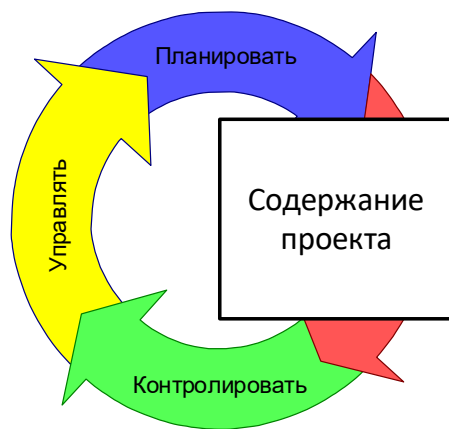 Планировать
Содержание
проекта
Управлять
Контролировать